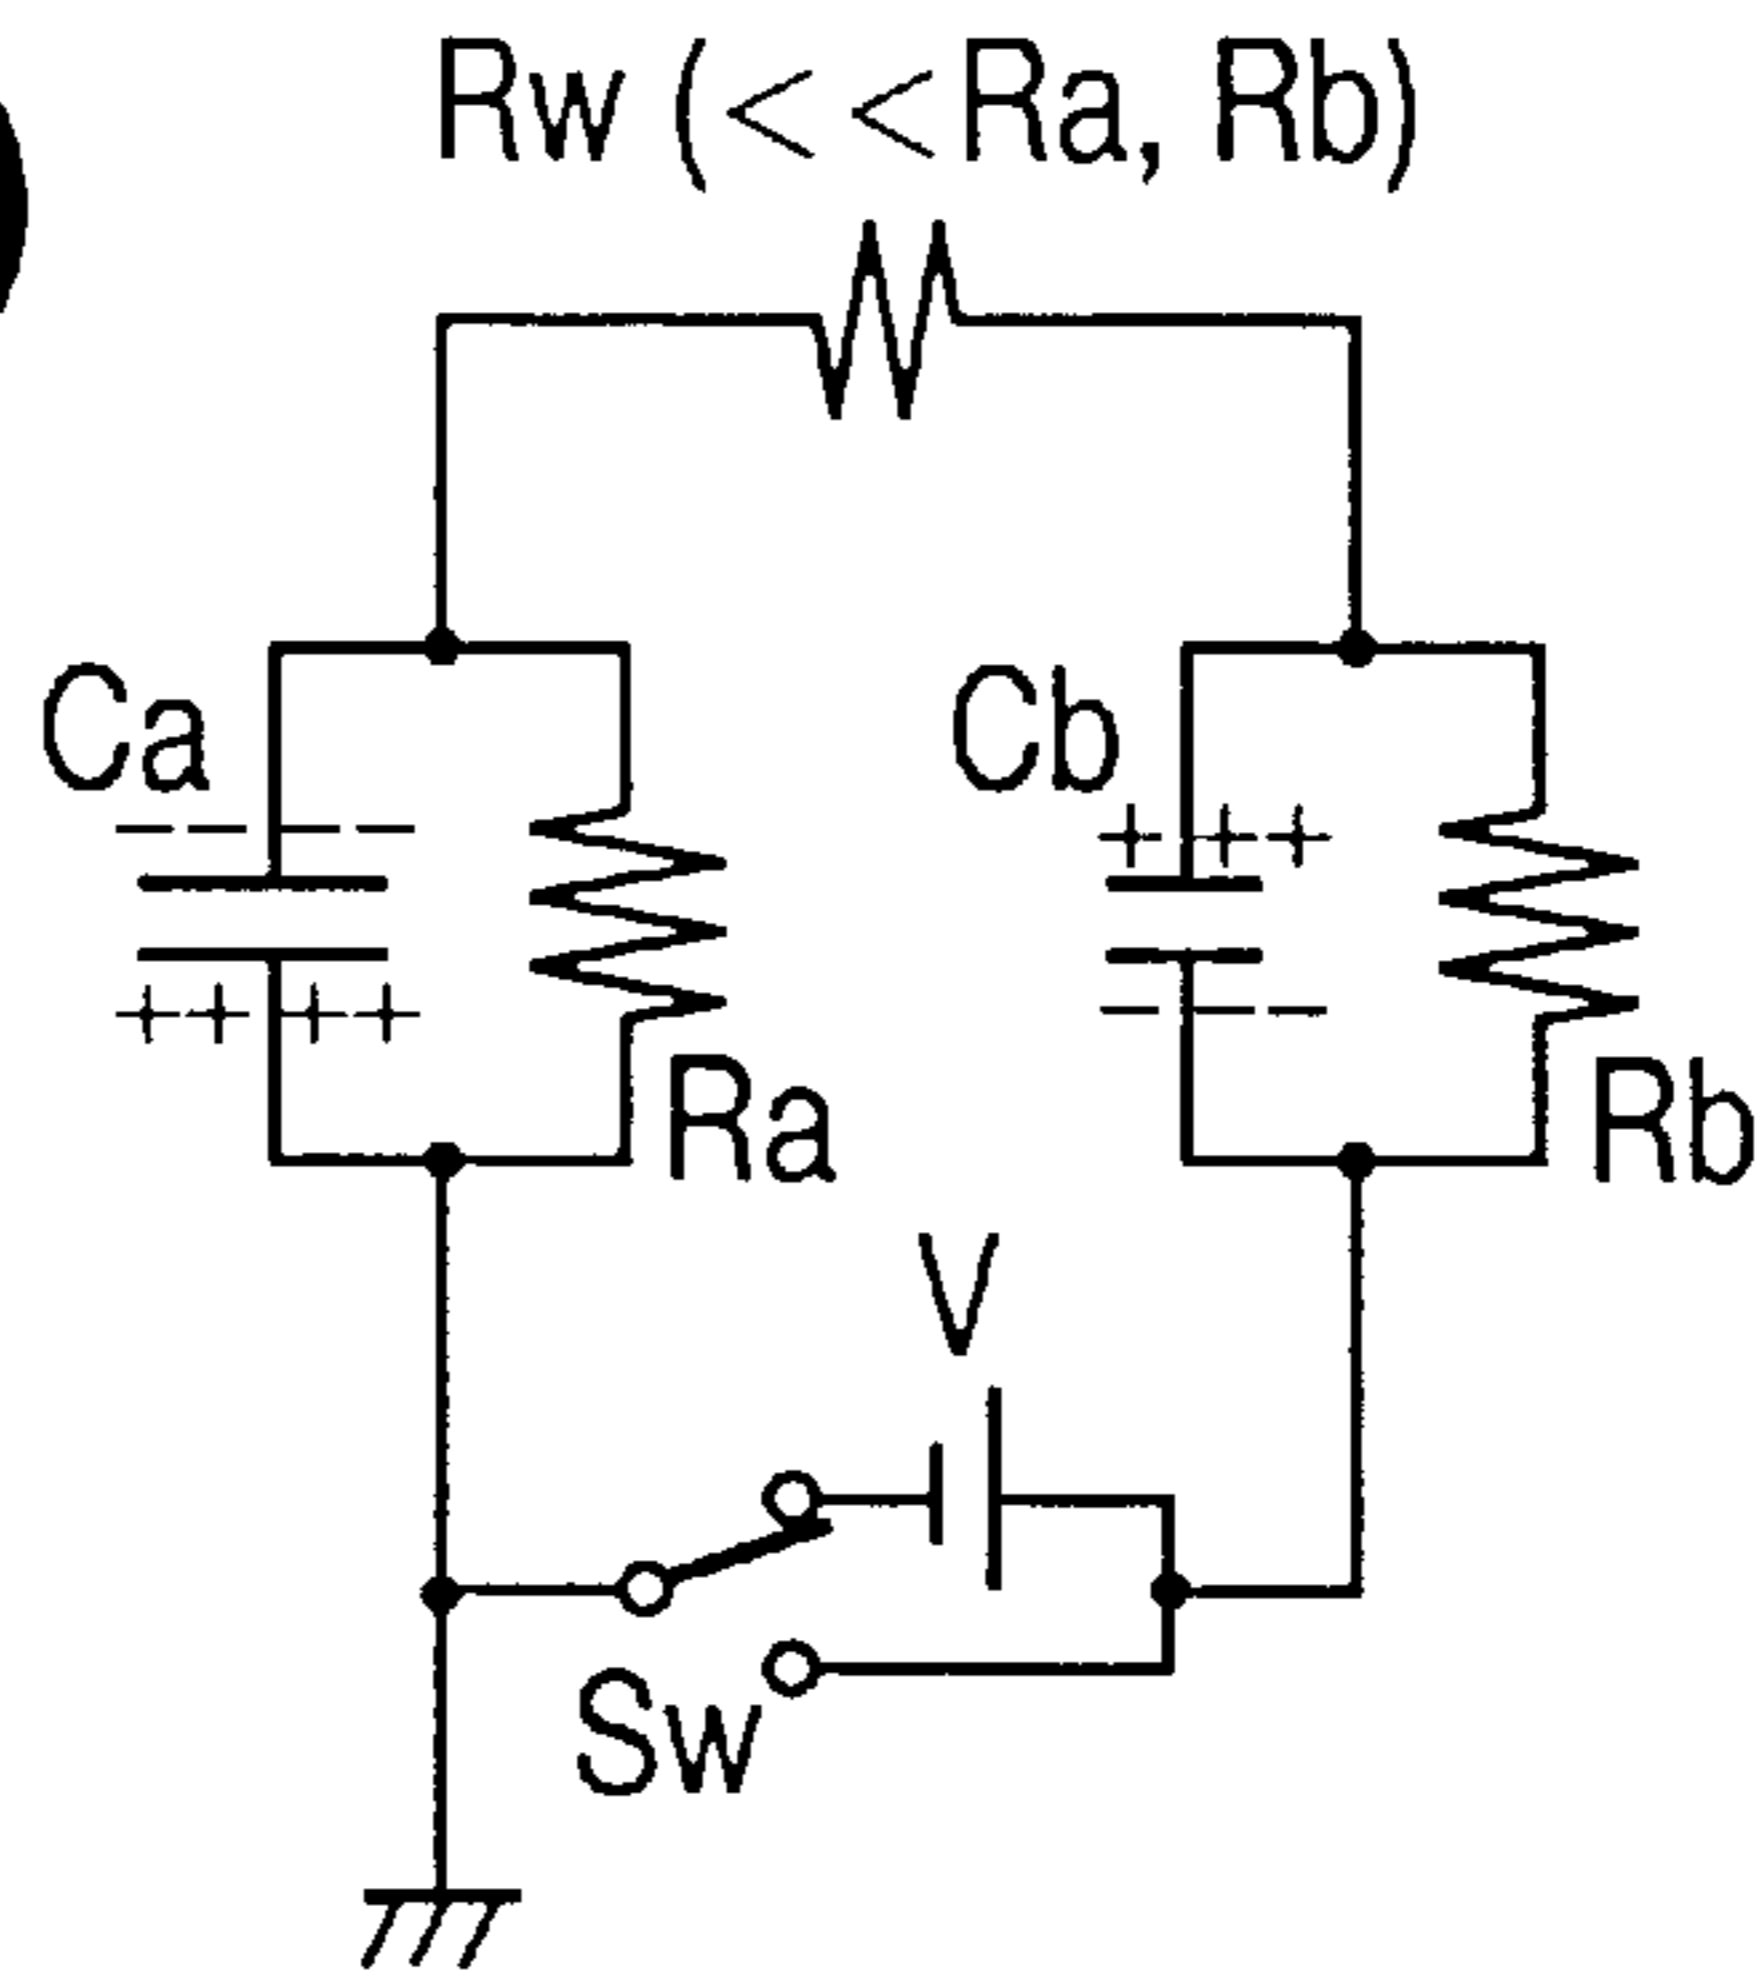 Rw (<<Ra, Rb)
Ca
Cb
Ra
Rb
V
Sw